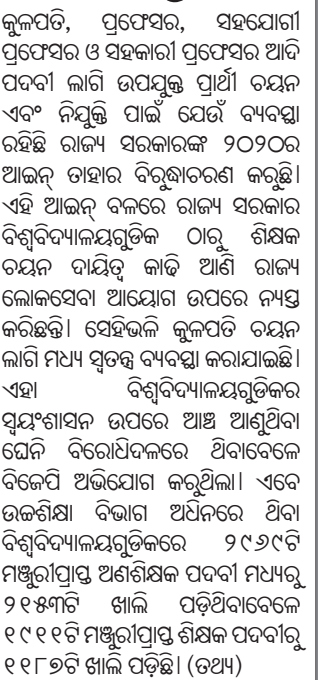 କୁଳପତି, ପ୍ରଫେସର, ସହଯୋଗୀ
ପ୍ରଫେସର ଓ ସହକାରୀ ପ୍ରଫେସର ଆଦି
ପଦବୀ ଲାଗି ଉପଯୁକ୍ତ ପ୍ରାର୍ଥୀ ଚୟନ
ଏବଂ ନିଯୁକ୍ତି ପାଇଁ ଯେଉଁ ବ୍ୟବସ୍ଥା
ରହିଛି ରାଜ୍ୟ ସରକାରଙ୍କ ୨୦୨୦ର
ଆଇନ୍ ତାହାର ବିରୁଦ୍ଧାଚରଣ କରୁଛି।
ଏହି ଆଇନ୍ ବଳରେ ରାଜ୍ୟ ସରକାର
ବିଶ୍ୱବିଦ୍ୟାଳୟଗୁଡିକ ଠାରୁ ଶିକ୍ଷକ
ଚୟନ ଦାୟିତ୍ୱ କାଢି ଆଣି ରାଜ୍ୟ
ଲୋକସେବା ଆୟୋଗ ଉପରେ ନ୍ୟସ୍ତ
କରିଛନ୍ତି। ସେହିଭଳି କୁଳପତି ଚୟନ
ଲାଗି ମଧ୍ୟ ସ୍ୱତନ୍ତ୍ର ବ୍ୟବସ୍ଥା କରାଯାଇଛି।
ଏହା ବିଶ୍ୱବିଦ୍ୟାଳୟଗୁଡିକର
ସ୍ୱୟଂଶାସନ ଉପରେ ଆଞ୍ଚ ଆଣୁଥିବା
ଘେନି ବିରୋଧିଦଳରେ ଥିବାବେଳେ
ବିଜେପି ଅଭିଯୋଗ କରୁଥିଲା। ଏବେ
ଉଚ୍ଚଶିକ୍ଷା ବିଭାଗ ଅଧିନରେ ଥିବା
ବିଶ୍ୱବିଦ୍ୟାଳୟଗୁଡିକରେ ୨୯୬୯ଟି
ମଞ୍ଜୁରୀପ୍ରାପ୍ତ ଅଣଶିକ୍ଷକ ପଦବୀ ମଧ୍ୟରୁ
୨୧୫୩ଟି ଖାଲି ପଡ଼ିଥିବାବେଳେ
୧୯୧୧ଟି ମଞ୍ଜୁରୀପ୍ରାପ୍ତ ଶିକ୍ଷକ ପଦବୀରୁ
୧୧୮୭ଟି ଖାଲି ପଡ଼ିଛି। (ତଥ୍ୟ)